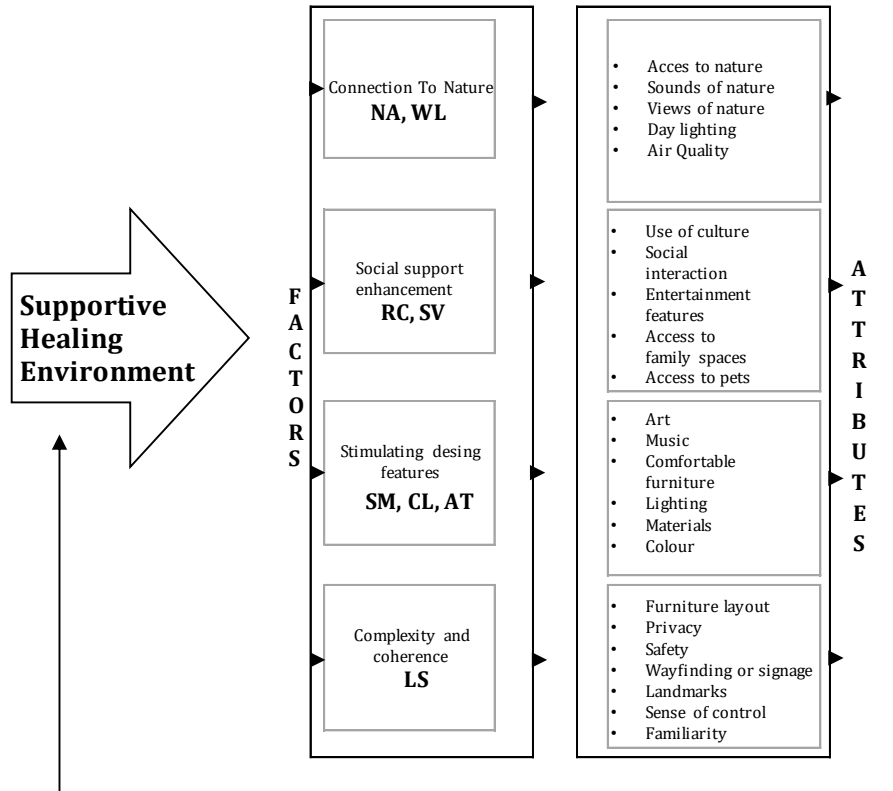 Supportive
Healing
Environment
FACTORS
Connection To Nature
NA, WL
Social support
enhancement
RC, SV
Stimulating desing
features
SM, CL, AT
Complexity and
coherence
LS
• Acces to nature
• Sounds of nature
• Views of nature
• Day lighting
• Air Quality
• Use of culture
• Social
interaction
• Entertainment
features
• Access to
family spaces
• Access to pets
• Art
• Music
• Comfortable
furniture
• Lighting
• Materials
• Colour
• Furniture layout
• Privacy
• Safety
• Wayfinding or signage
• Landmarks
• Sense of control
• Familiarity
ATTRIBUTES